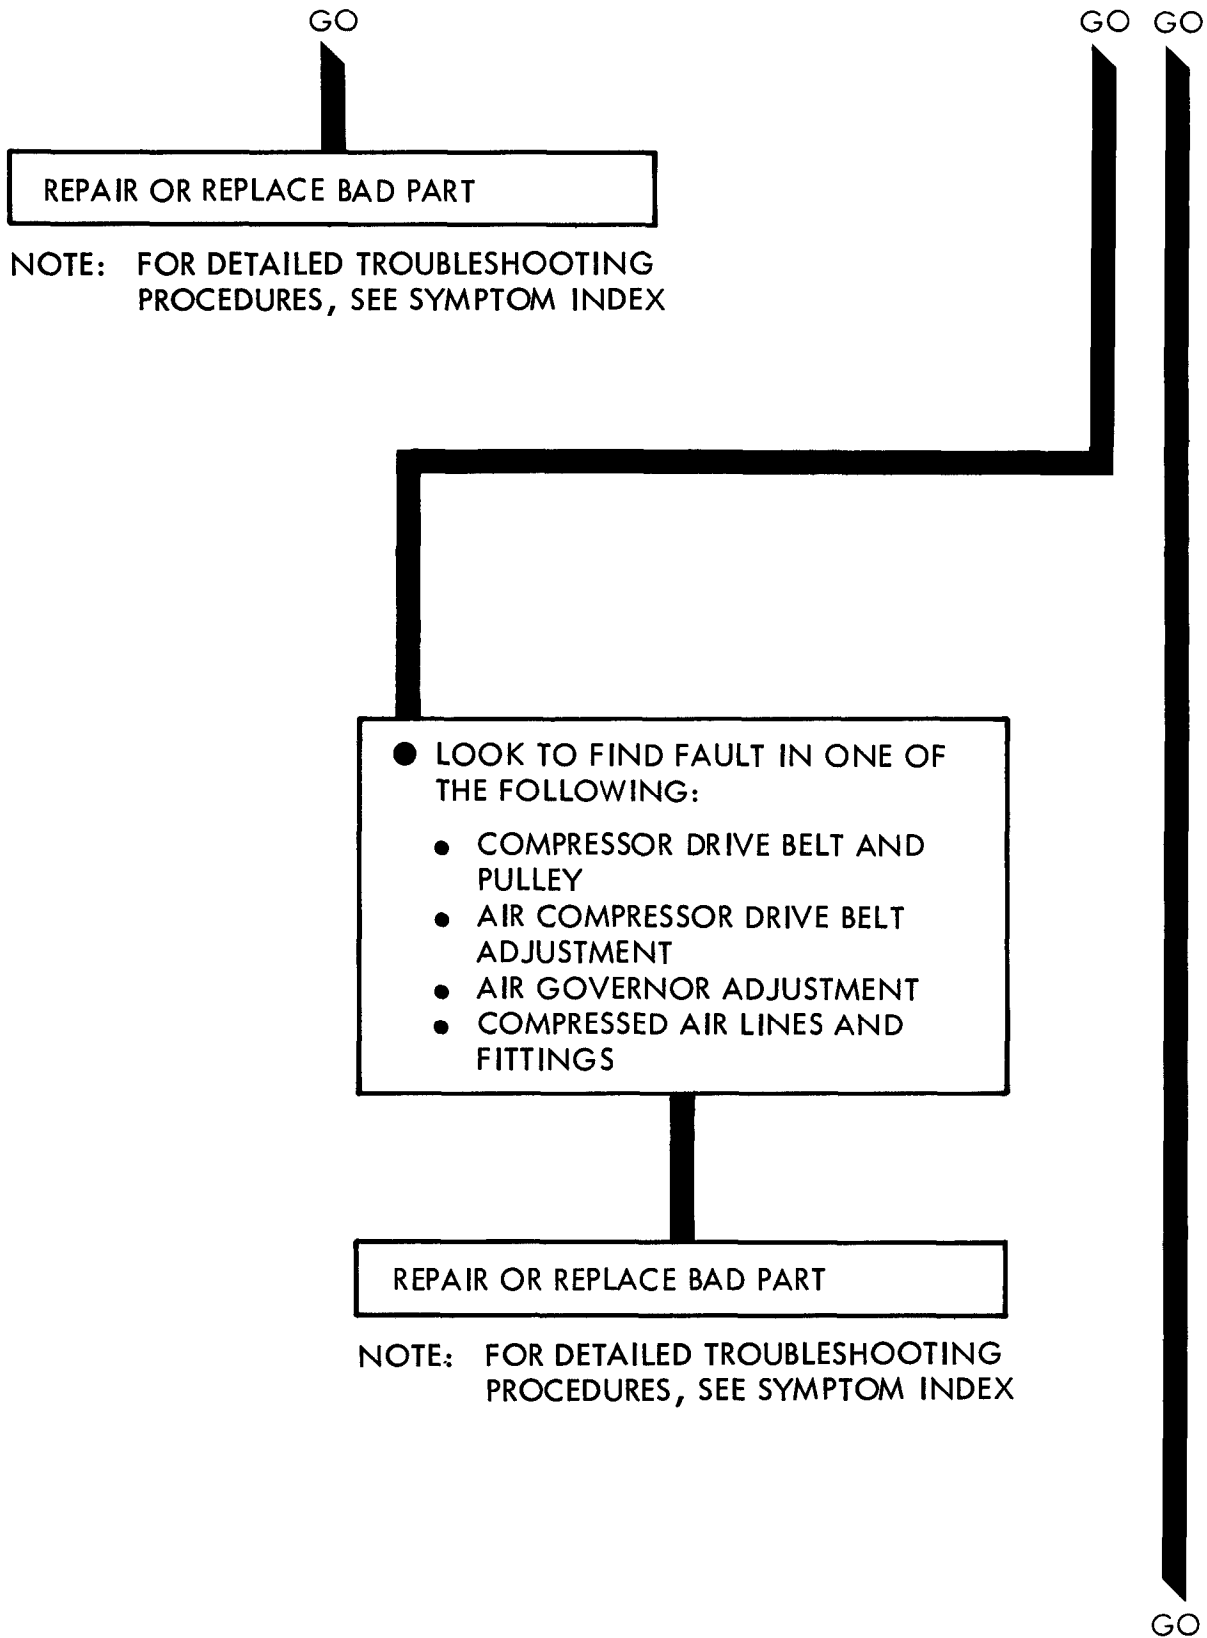 GO
GO GO
REPAIR OR REPLACE BAD PART
NOTE: FOR DETAILED TROUBLESHOOTING
PROCEDURES, SEE SYMPTOM INDEX
● LOOK TO FIND FAULT IN ONE OF
THE FOLLOWING:
● COMPRESSOR DRIVE BELT AND
PULLEY
● AIR COMPRESSOR DRIVE BELT
ADJUSTMENT
● AIR GOVERNOR ADJUSTMENT
● COMPRESSED AIR LINES AND
FITTINGS
REPAIR OR REPLACE BAD PART
NOTE: FOR DETAILED TROUBLESHOOTING
PROCEDURES, SEE SYMPTOM INDEX
GO